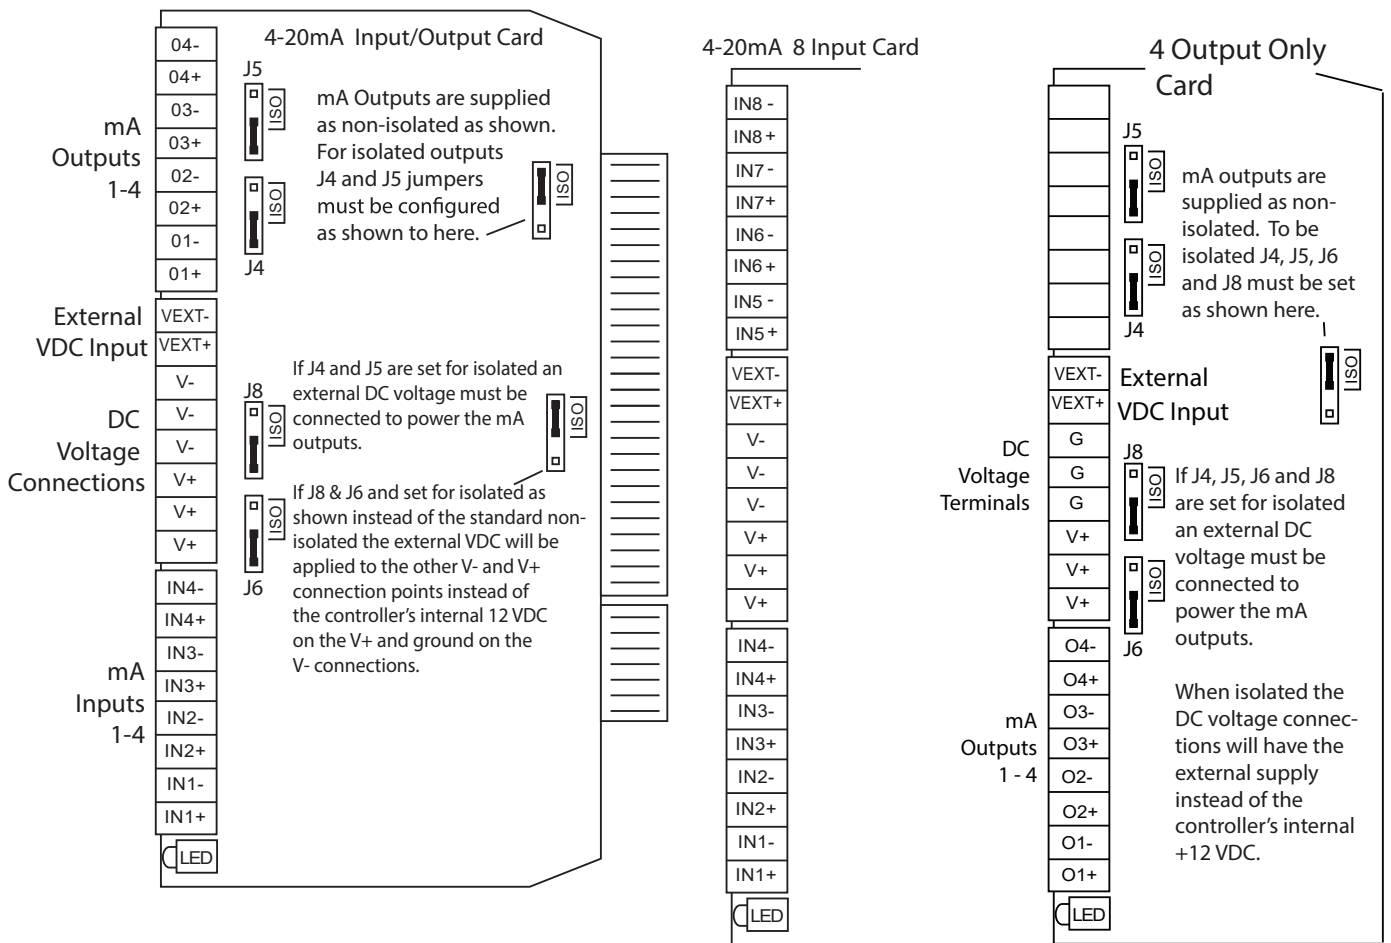 4-20mA Input/Output Card
04-
04+
03-
03+
02-
02+
01-
01+
mA
Outputs
1-4
J5
ISO
ISO
J4
mA Outputs are supplied
as non-isolated as shown.
For isolated outputs
J4 and J5 jumpers
must be configured
as shown to here.
ISO
External
VDC Input
VEXT-
VEXT+
V-
V-
V-
V+
V+
V+
DC
Voltage
Connections
J8
ISO
ISO
J6
If J4 and J5 are set for isolated an
external DC voltage must be
connected to power the mA
outputs.
ISO
If J8 & J6 and set for isolated as
shown instead of the standard non-
isolated the external VDC will be
applied to the other V- and V+
connection points instead of
the controller's internal 12 VDC
on the V+ and ground on the
V- connections.
mA
Inputs
1-4
IN4-
IN4+
IN3-
IN3+
IN2-
IN2+
IN1-
IN1+
LED
4-20mA 8 Input Card
IN8 -
IN8 +
IN7 -
IN7+
IN6 -
IN6 +
IN5 -
IN5 +
VEXT-
VEXT+
V-
V-
V-
V+
V+
V+
IN4-
IN4+
IN3-
IN3+
IN2-
IN2+
IN1-
IN1+
LED
4 Output Only
Card
J5
ISO
ISO
J4
mA outputs are
supplied as non-
isolated. To be
isolated J4, J5, J6
and J8 must be set
as shown here.
ISO
VEXT-
VEXT+
External
VDC Input
G
G
G
V+
V+
V+
DC
Voltage
Terminals
J8
ISO
ISO
J6
If J4, J5, J6 and J8
are set for isolated
an external DC
voltage must be
connected to
power the mA
outputs.
O4-
O4+
O3-
O3+
O2-
O2+
O1-
O1+
mA
Outputs
1 - 4
When isolated the
DC voltage connec-
tions will have the
external supply
instead of the
controller's internal
+12 VDC.
LED